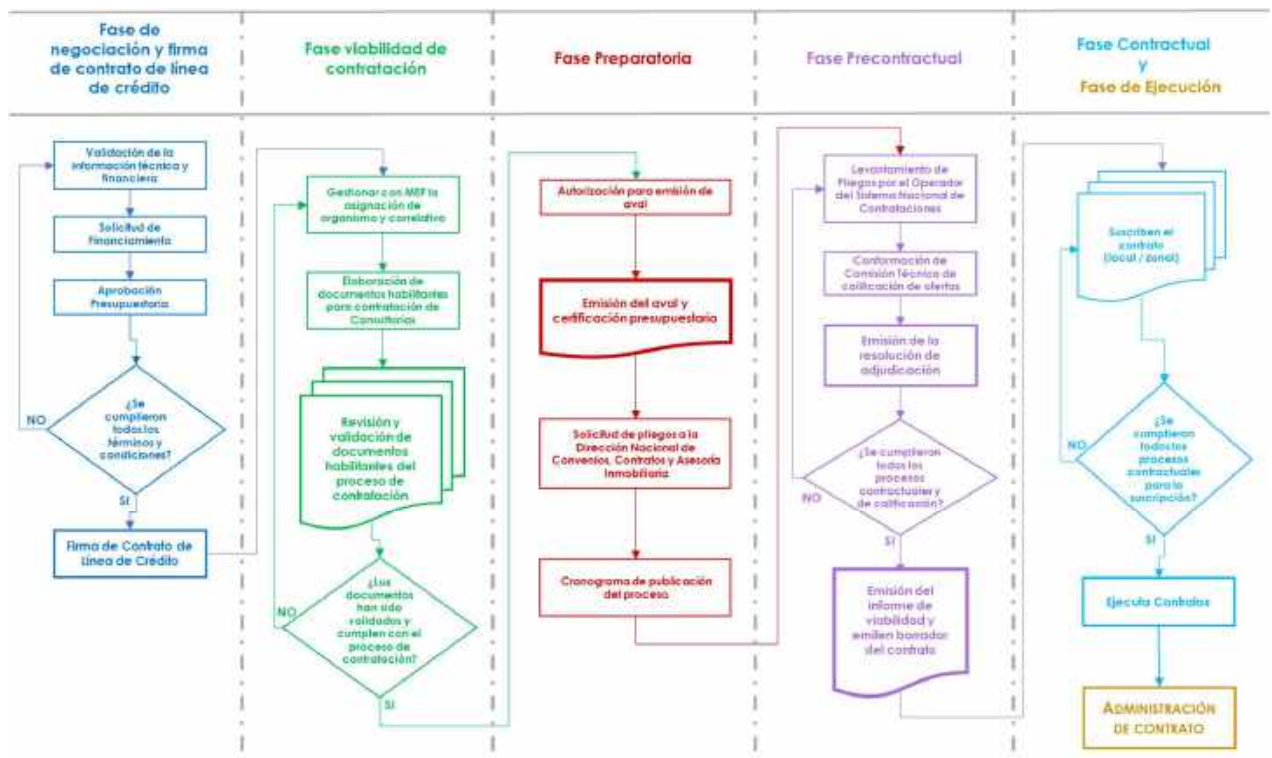 Fase de
negociación y firma
de contrato de línea
de crédito
Fase viabilidad de
contratación
Fase Preparatoria
Fase Precontractual
Fase Contractual
y
Fase de Ejecución
Validación de la
información técnica y
financiera
Solicitud de
Financiamiento
Aprobación
Presupuestaria
¿Se
cumplieron
todos los
términos y
condiciones?
NO
SI
Firma de Contrato de
Línea de Crédito
Gestionar con MEF la
asignación de
organismo y correlativo
Elaboración de
documentos habilitantes
para contratación de
Consultorías
Revisión y
validación de
documentos
habilitantes del
proceso de
contratación
¿Los
documentos
han sido
validados y
cumplen con el
proceso de
contratación?
NO
SI
Autorización para emisión de
aval
Emisión del aval y
certificación presupuestaria
Solicitud de pliegos a la
Dirección Nacional de
Convenios, Contratos y Asesoría
Inmobiliaria
Cronograma de publicación
del proceso
Levantamiento de
Pliegos por el Operador
del Sistema Nacional de
Contrataciones
Conformación de
Comisión Técnica de
calificación de ofertas
Emisión de la
resolución de
adjudicación
¿Se cumplieron
todos los
procesos
contractuales y
de calificación?
NO
SI
Emisión del
informe de
viabilidad y
emiten borrador
del contrato
Suscriben el
contrato
(local / zonal)
¿Se
cumplieron
todos los
procesos
contractuales
para la
suscripción?
NO
SI
Ejecuta Contratos
ADMINISTRACIÓN
DE CONTRATO